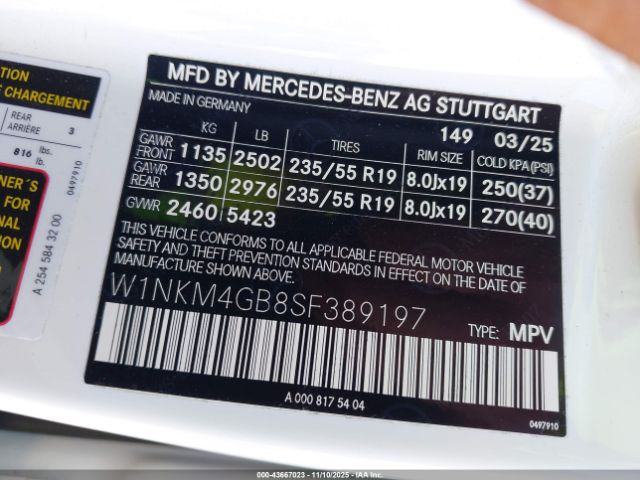 TION
E CHARGEMENT
REAR
ARRIÈRE 3
816 lbs.
lb.
0497910
NER´S
FOR
NAL
TION
A 254 584 32 00
MFD BY MERCEDES-BENZ AG STUTTGART
MADE IN GERMANY
149 03/25
KG LB TIRES RIM SIZE COLD KPA(PSI)
GAWR FRONT 1135 2502 235/55 R19 8.0Jx19 250(37)
GAWR REAR 1350 2976 235/55 R19 8.0Jx19 270(40)
GVWR 2460 5423
THIS VEHICLE CONFORMS TO ALL APPLICABLE FEDERAL MOTOR VEHICLE
SAFETY AND THEFT PREVENTION STANDARDS IN EFFECT ON THE DATE OF
MANUFACTURE SHOWN ABOVE.
W1NKM4GB8SF389197
TYPE: MPV
A 000 817 54 04
0497910
000-43667023 - 11/10/2025 - IAA, Inc.